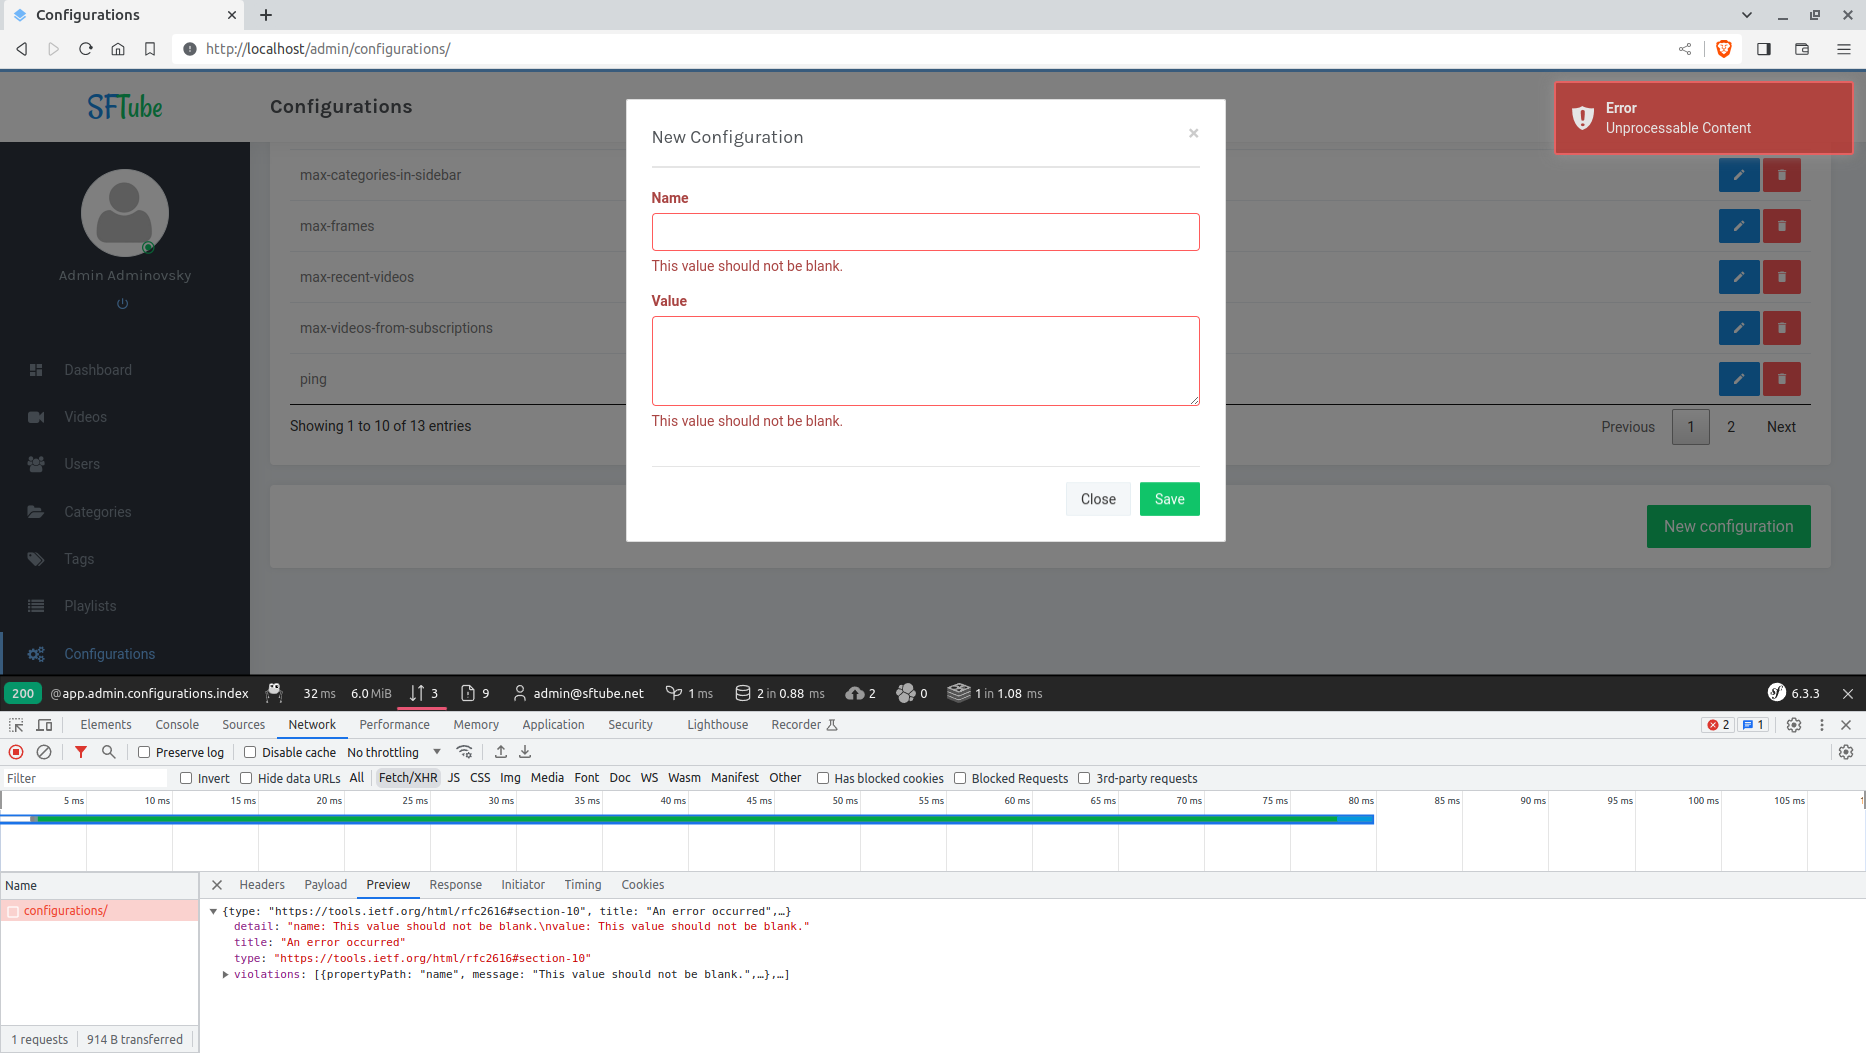 Configurations
http://localhost/admin/configurations/
SFTube
Configurations
Error
Unprocessable Content
Admin Adminovsky
Dashboard
Videos
Users
Categories
Tags
Playlists
Configurations
max-categories-in-sidebar
max-frames
max-recent-videos
max-videos-from-subscriptions
ping
Showing 1 to 10 of 13 entries
Previous 1 2 Next
New configuration
New Configuration
×
Name
This value should not be blank.
Value
This value should not be blank.
Close Save
200 @app.admin.configurations.index 32 ms 6.0 MiB 3 9 admin@sftube.net 1 ms 2 in 0.88 ms 2 0 1 in 1.08 ms sf 6.3.3
Elements Console Sources Network Performance Memory Application Security Lighthouse Recorder 2 1
Preserve log Disable cache No throttling
Filter Invert Hide data URLs All Fetch/XHR JS CSS Img Media Font Doc WS Wasm Manifest Other Has blocked cookies Blocked Requests 3rd-party requests
5 ms 10 ms 15 ms 20 ms 25 ms 30 ms 35 ms 40 ms 45 ms 50 ms 55 ms 60 ms 65 ms 70 ms 75 ms 80 ms 85 ms 90 ms 95 ms 100 ms 105 ms 1
Name
configurations/
1 requests 914 B transferred
Headers Payload Preview Response Initiator Timing Cookies
{type: "https://tools.ietf.org/html/rfc2616#section-10", title: "An error occurred",…}
detail: "name: This value should not be blank.\nvalue: This value should not be blank."
title: "An error occurred"
type: "https://tools.ietf.org/html/rfc2616#section-10"
violations: [{propertyPath: "name", message: "This value should not be blank.",…},…]